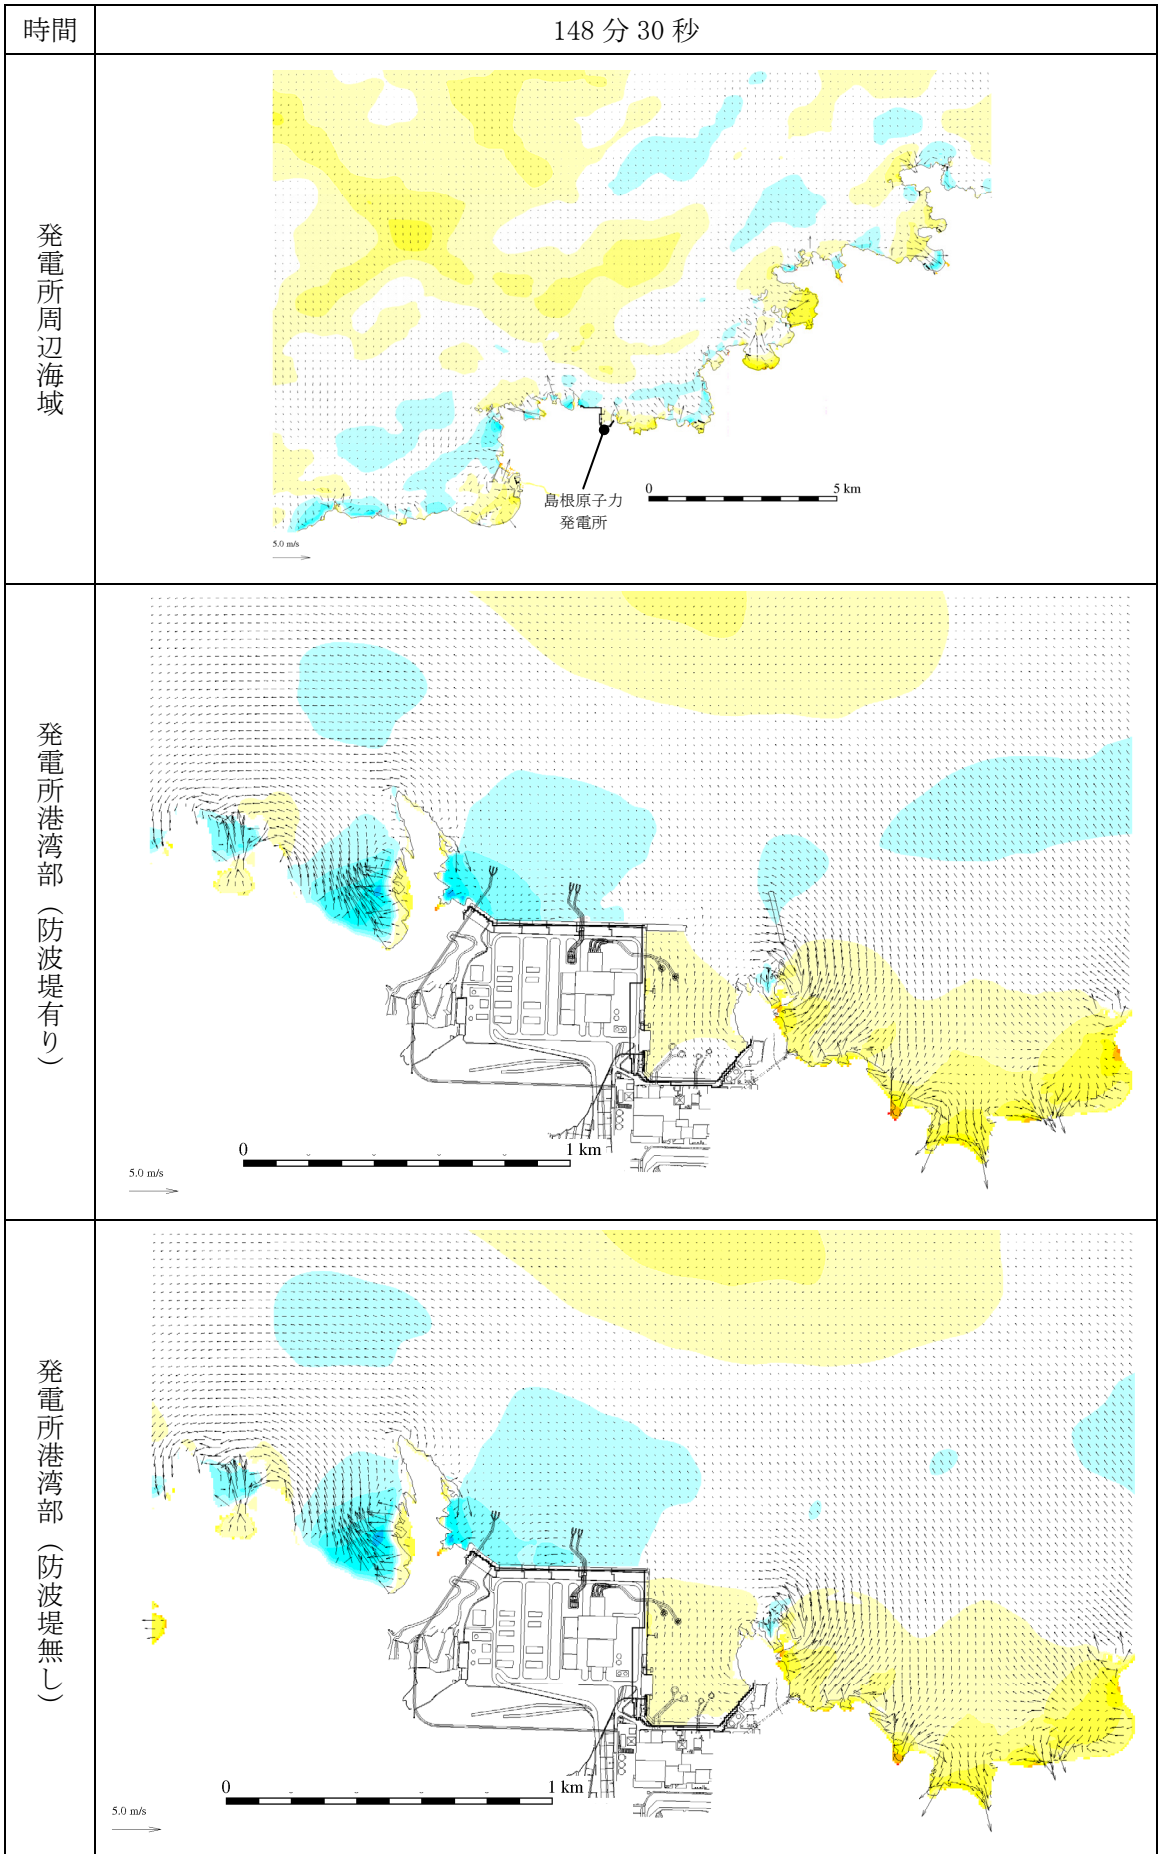 時間
148 分 30 秒
発電所周辺海域
島根原子力
発電所
0 5 km
5.0 m/s
発電所港湾部（防波堤有り）
0 1 km
5.0 m/s
発電所港湾部（防波堤無し）
0 1 km
5.0 m/s